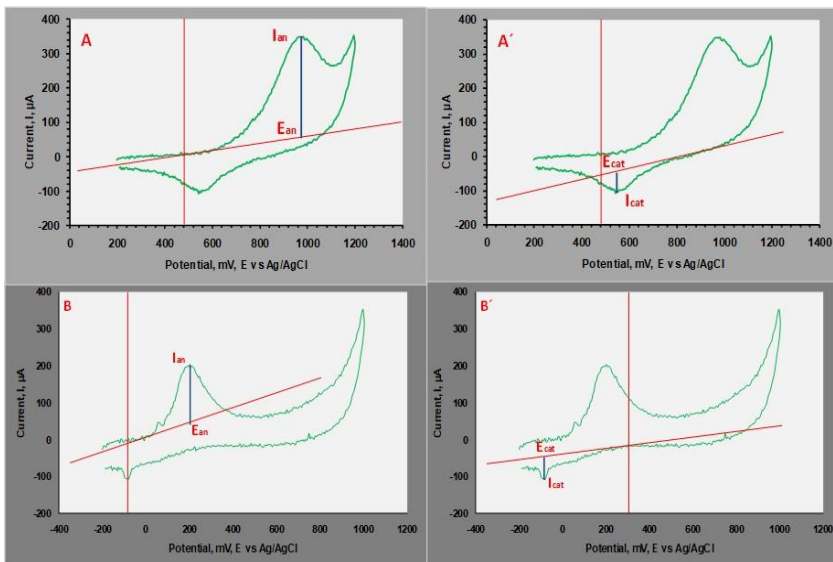 A
400
300
200
100
0
-100
-200
Current, I, µA
Ian
Ean
0 200 400 600 800 1000 1200 1400
Potential, mV, E vs Ag/AgCl
A´
400
300
200
100
0
-100
-200
Current, I, µA
Ecat
Icat
0 200 400 600 800 1000 1200 1400
Potential, mV, E vs Ag/AgCl
B
400
300
200
100
0
-100
-200
Current, I, µA
Ian
Ean
-400 -200 0 200 400 600 800 1000 1200
Potential, mV, E vs Ag/AgCl
B´
400
300
200
100
0
-100
-200
Current, I, µA
Ecat
Icat
-400 -200 0 200 400 600 800 1000 1200
Potential, mV, E vs Ag/AgCl